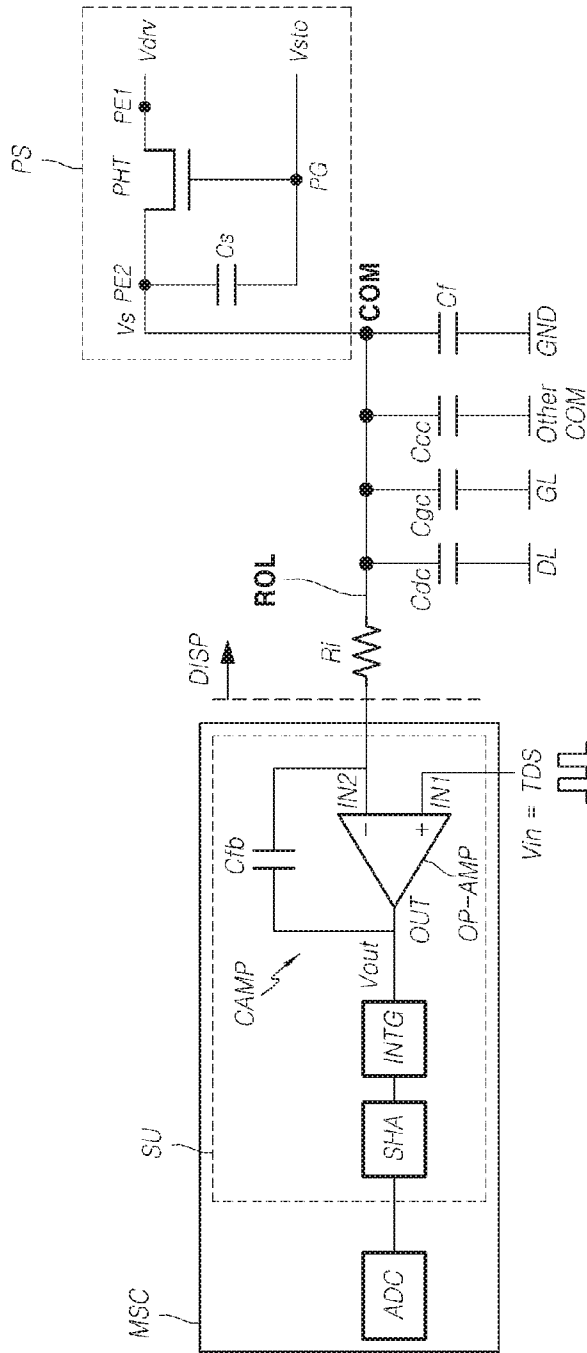 PS
Vs PE2
PHT
PE1
Vdrv
Cs
PG
Vsto
MSC
SU
DISP
CAMP
Cfb
ROL
COM
ADC
SHA
INTG
Vout
OUT
IN2
−
+
IN1
OP-AMP
Ri
Cdc
Cgc
Ccc
Cf
DL
GL
Other
COM
GND
Vin = TDS